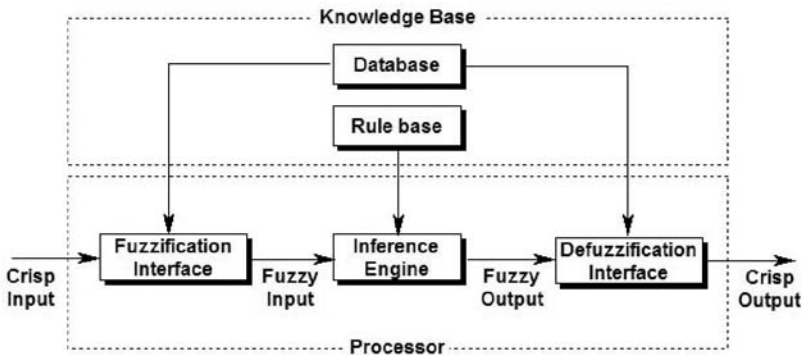 Knowledge Base
Database
Rule base
Fuzzification
Interface
Inference
Engine
Defuzzification
Interface
Crisp
Input
Fuzzy
Input
Fuzzy
Output
Crisp
Output
Processor